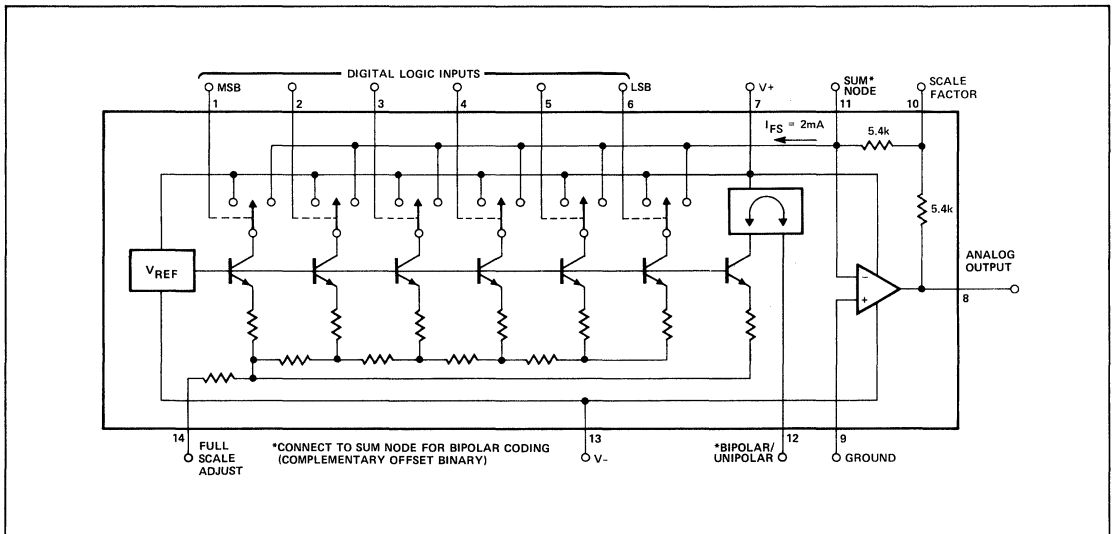 DIGITAL LOGIC INPUTS
MSB
LSB
V+
SUM*
NODE
SCALE
FACTOR
1
2
3
4
5
6
7
11
10
IFS = 2mA
5.4k
5.4k
VREF
ANALOG
OUTPUT
−
+
8
14
FULL
SCALE
ADJUST
*CONNECT TO SUM NODE FOR BIPOLAR CODING
(COMPLEMENTARY OFFSET BINARY)
13
V-
12
*BIPOLAR/
UNIPOLAR
9
GROUND